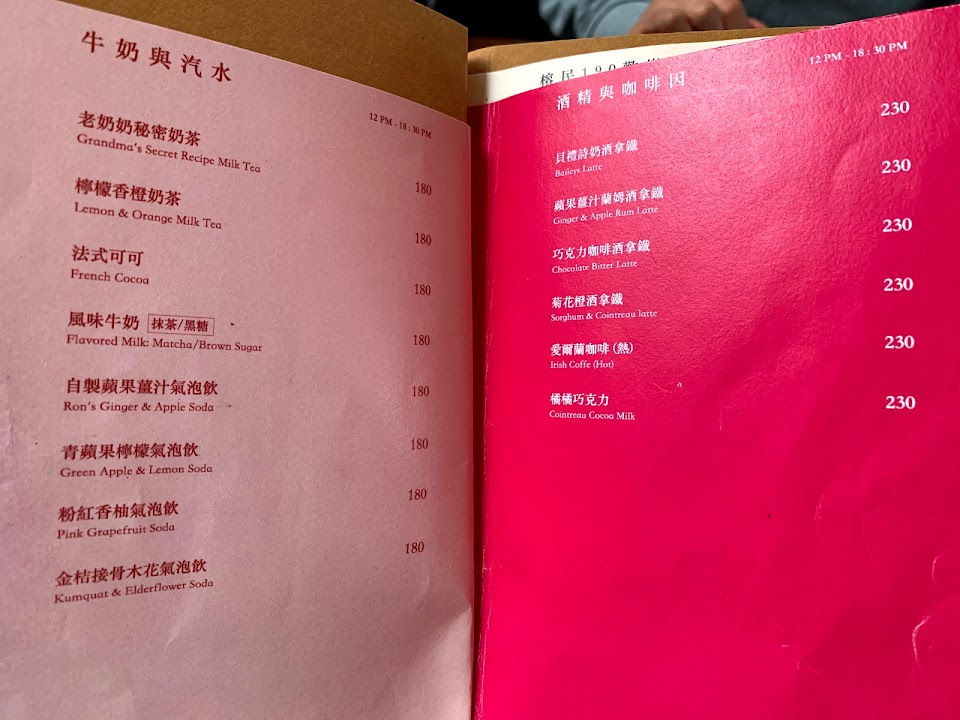 牛奶與汽水
12 PM - 18 : 30 PM
老奶奶秘密奶茶
Grandma's Secret Recipe Milk Tea
180
檸檬香橙奶茶
Lemon & Orange Milk Tea
180
法式可可
French Cocoa
180
風味牛奶 抹茶/黑糖
Flavored Milk: Matcha/Brown Sugar
180
自製蘋果薑汁氣泡飲
Ron's Ginger & Apple Soda
180
青蘋果檸檬氣泡飲
Green Apple & Lemon Soda
180
粉紅香柚氣泡飲
Pink Grapefruit Soda
180
金桔接骨木花氣泡飲
Kumquat & Elderflower Soda
180
酒精與咖啡因
12 PM - 18 : 30 PM
貝禮詩奶酒拿鐵
Baileys Latte
230
蘋果薑汁蘭姆酒拿鐵
Ginger & Apple Rum Latte
230
巧克力咖啡酒拿鐵
Chocolate Bitter Latte
230
菊花橙酒拿鐵
Sorghum & Cointreau latte
230
愛爾蘭咖啡 (熱)
Irish Coffe (Hot)
230
橘橘巧克力
Cointreau Cocoa Milk
230